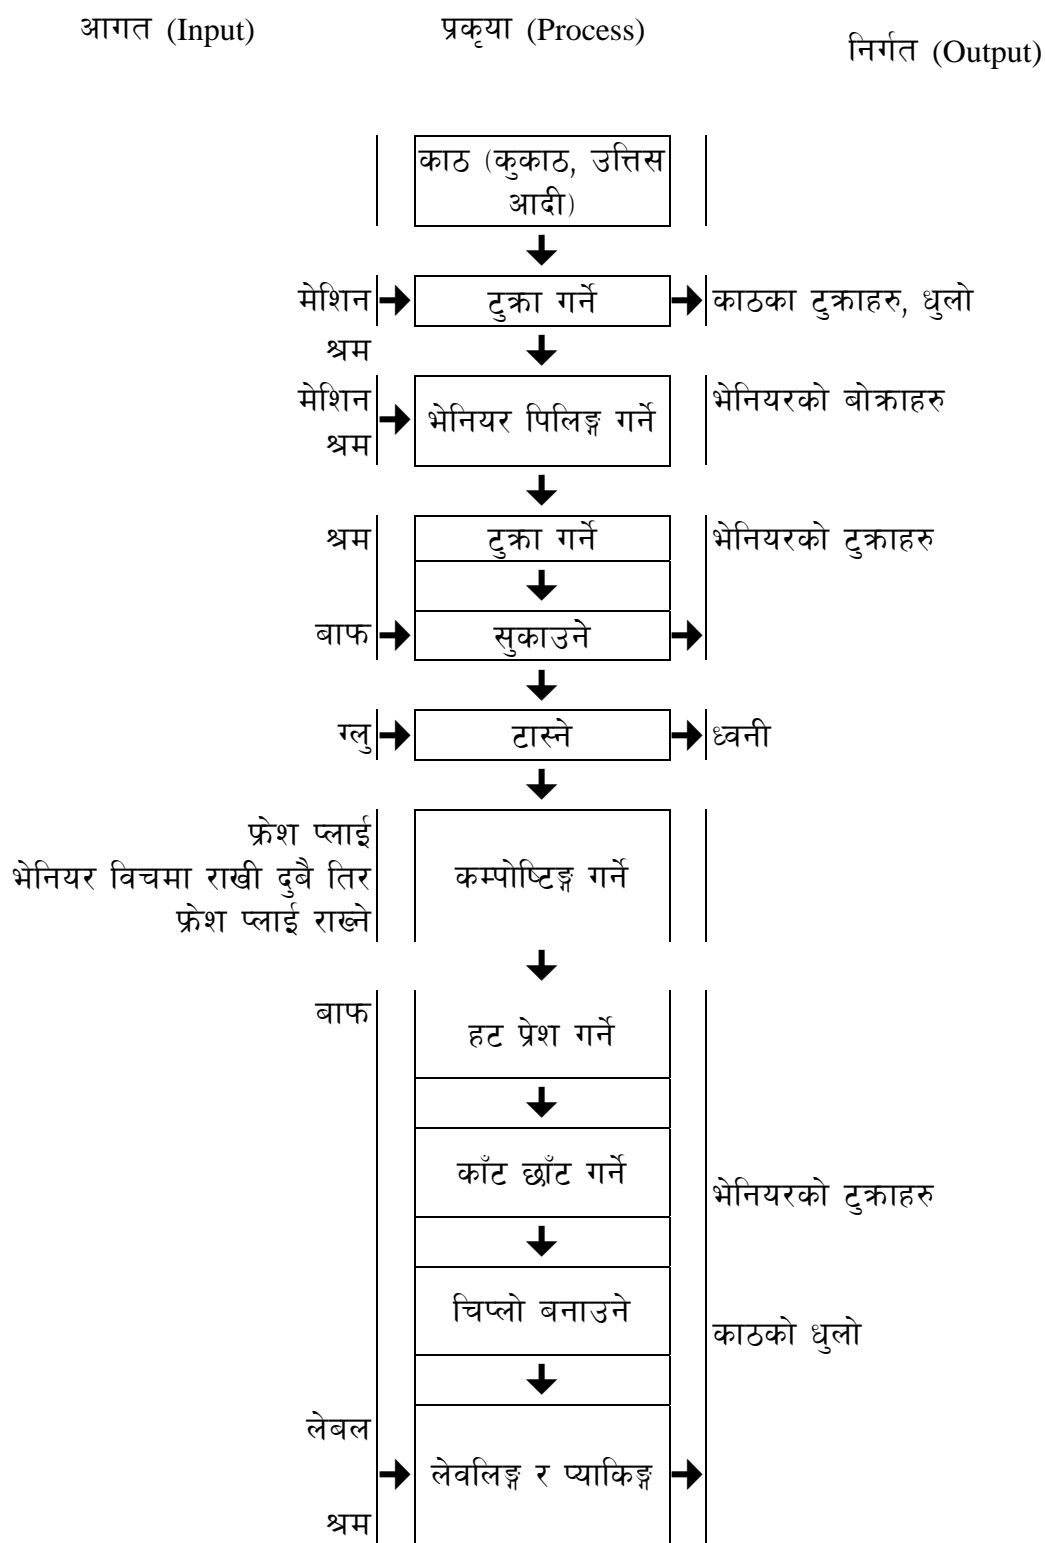 आगत (Input)
प्रकृया (Process)
निर्गत (Output)
काठ (कुकाठ, उत्तिस
आदी)
मेशिन
टुक्रा गर्ने
काठका टुक्राहरु, धुलो
श्रम
मेशिन
श्रम
भेनियर पिलिङ्ग गर्ने
भेनियरको बोक्राहरु
श्रम
टुक्रा गर्ने
भेनियरको टुक्राहरु
बाफ
सुकाउने
ग्लु
टास्ने
ध्वनी
फ्रेश प्लाई
भेनियर विचमा राखी दुबै तिर
फ्रेश प्लाई राख्ने
कम्पोष्टिङ्ग गर्ने
बाफ
हट प्रेश गर्ने
काँट छाँट गर्ने
भेनियरको टुक्राहरु
चिप्लो बनाउने
काठको धुलो
लेबल
लेवलिङ्ग र प्याकिङ्ग
श्रम